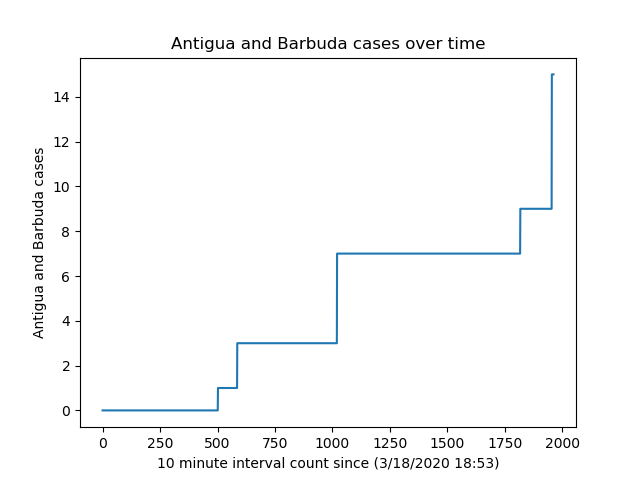 Antigua and Barbuda cases over time
Antigua and Barbuda cases
14
12
10
8
6
4
2
0
0 250 500 750 1000 1250 1500 1750 2000
10 minute interval count since (3/18/2020 18:53)